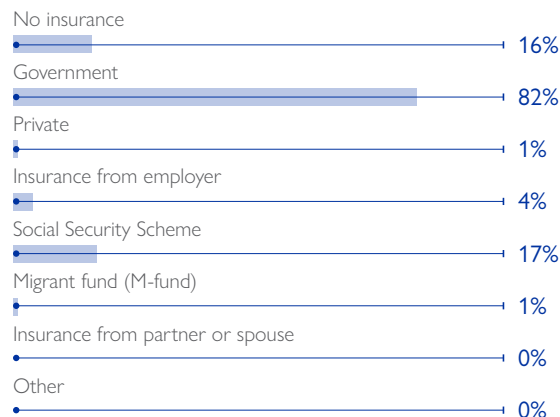 No insurance
16%
Government
82%
Private
1%
Insurance from employer
4%
Social Security Scheme
17%
Migrant fund (M-fund)
1%
Insurance from partner or spouse
0%
Other
0%